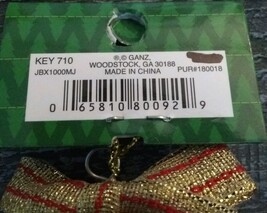 KEY 710
JBX1000MJ
®,© GANZ,
WOODSTOCK, GA 30188
MADE IN CHINA
PUR#180018
0 65810 80092 9